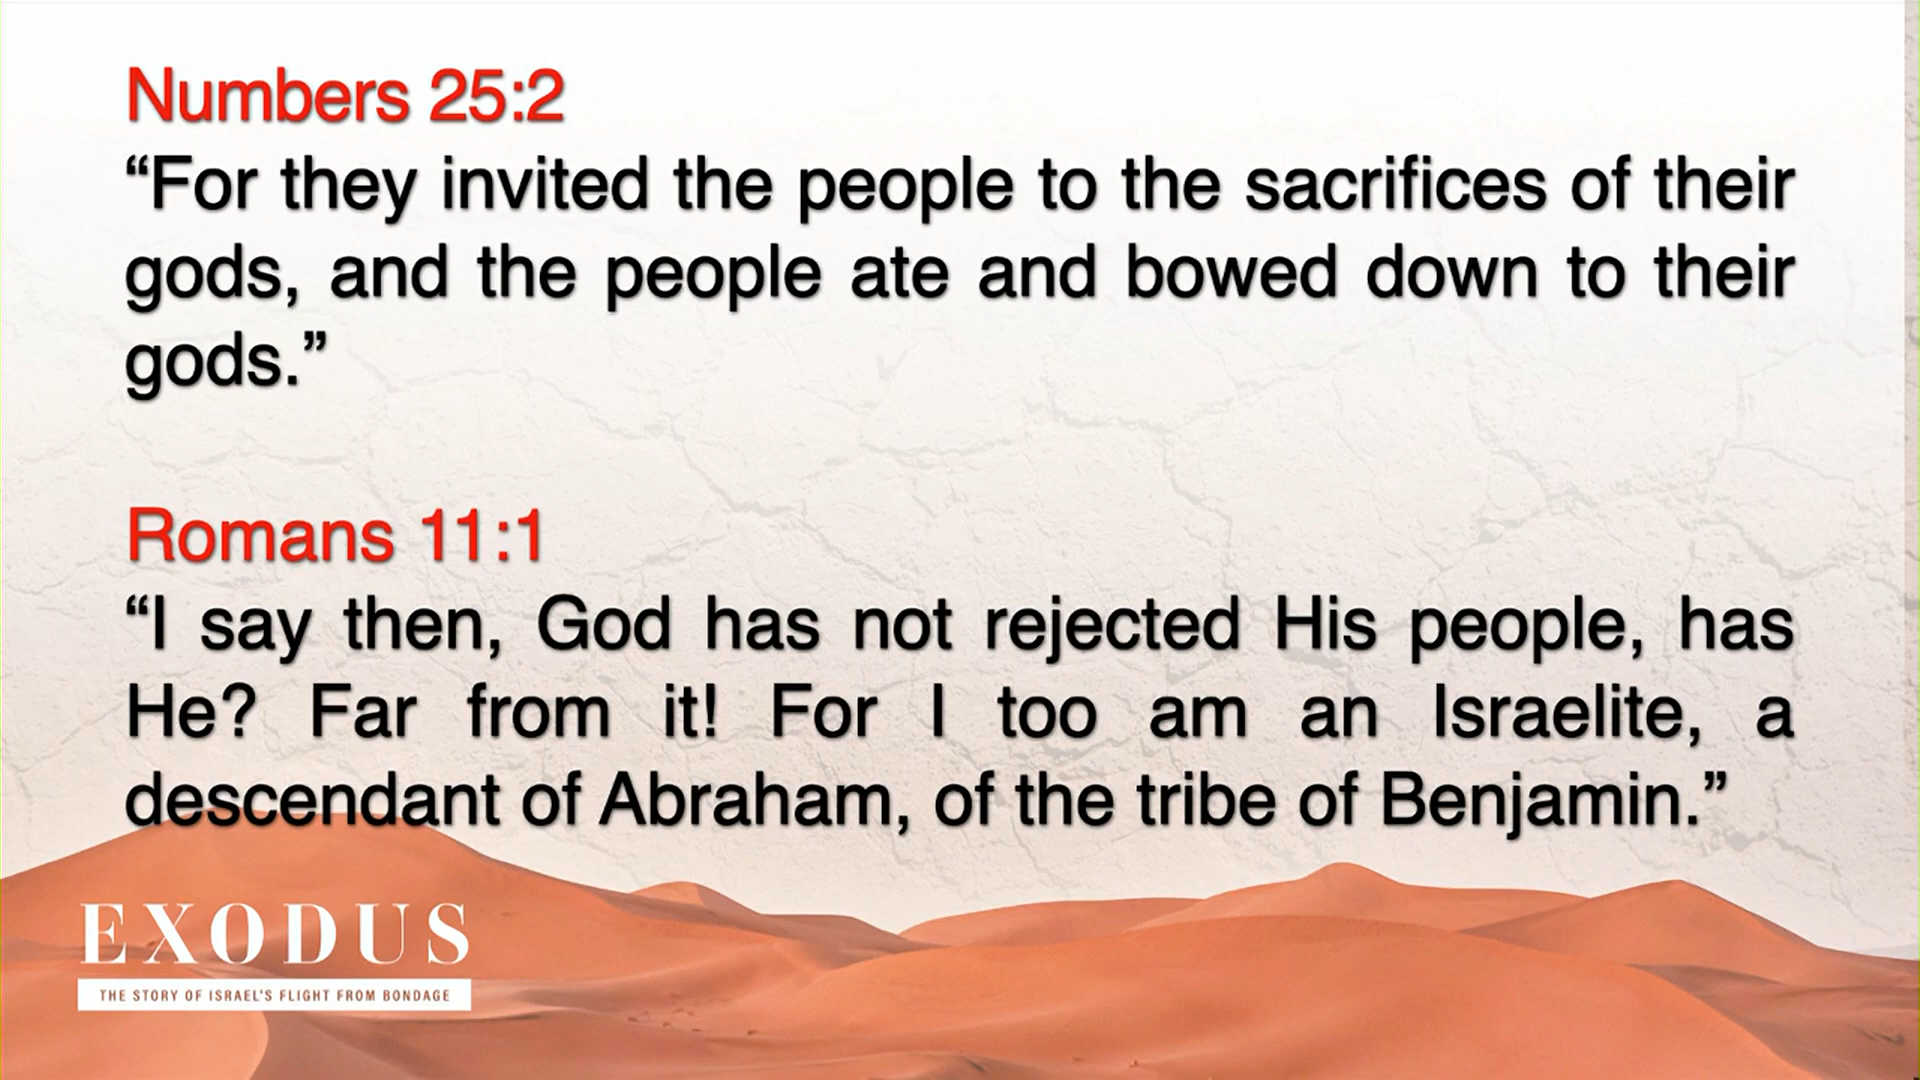 Numbers 25:2
“For they invited the people to the sacrifices of their
gods, and the people ate and bowed down to their
gods.”
Romans 11:1
“I say then, God has not rejected His people, has
He? Far from it! For I too am an Israelite, a
descendant of Abraham, of the tribe of Benjamin.”
EXODUS
THE STORY OF ISRAEL'S FLIGHT FROM BONDAGE